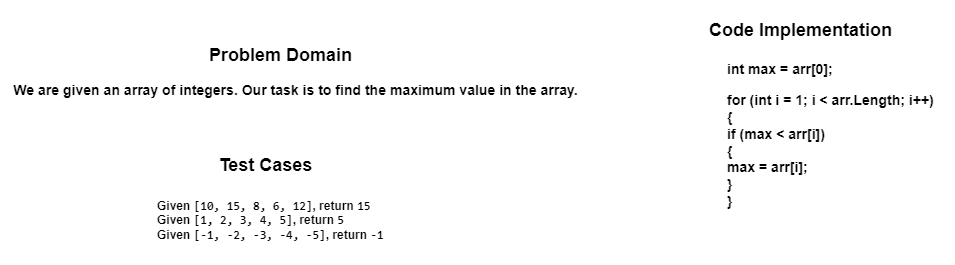 Problem Domain
We are given an array of integers. Our task is to find the maximum value in the array.
Test Cases
Given [10, 15, 8, 6, 12], return 15
Given [1, 2, 3, 4, 5], return 5
Given [-1, -2, -3, -4, -5], return -1
Code Implementation
int max = arr[0];
for (int i = 1; i < arr.Length; i++)
{
if (max < arr[i])
{
max = arr[i];
}
}